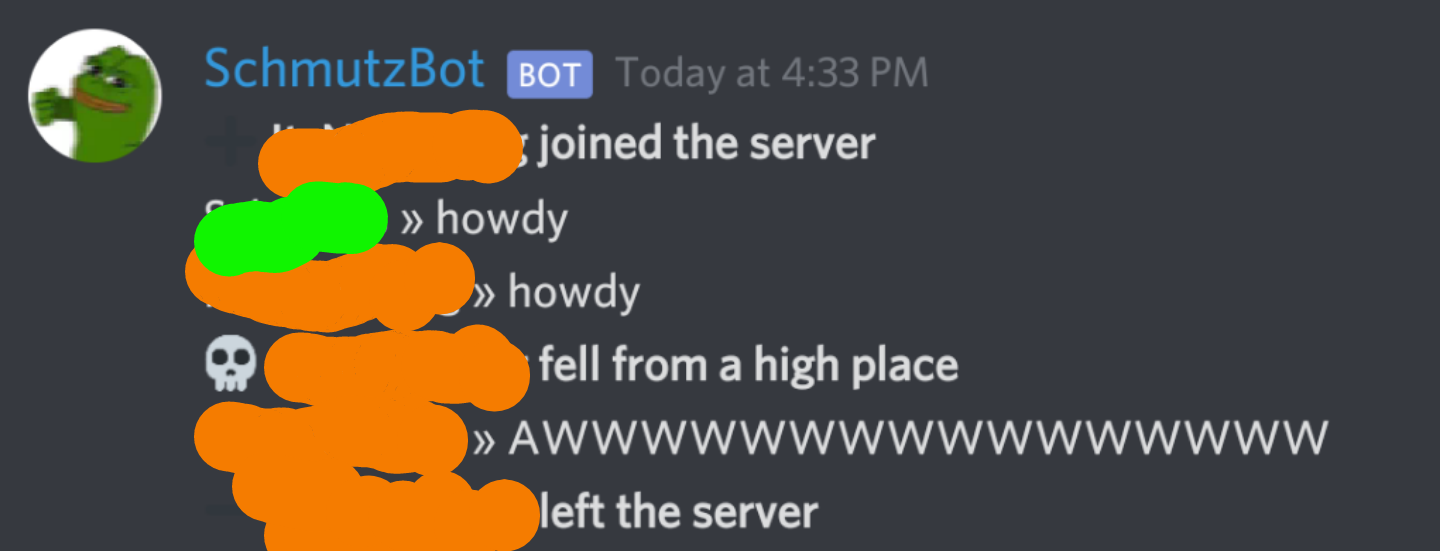 SchmutzBot BOT Today at 4:33 PM
joined the server
» howdy
» howdy
fell from a high place
» AWWWWWWWWWWWWWWWWW
left the server